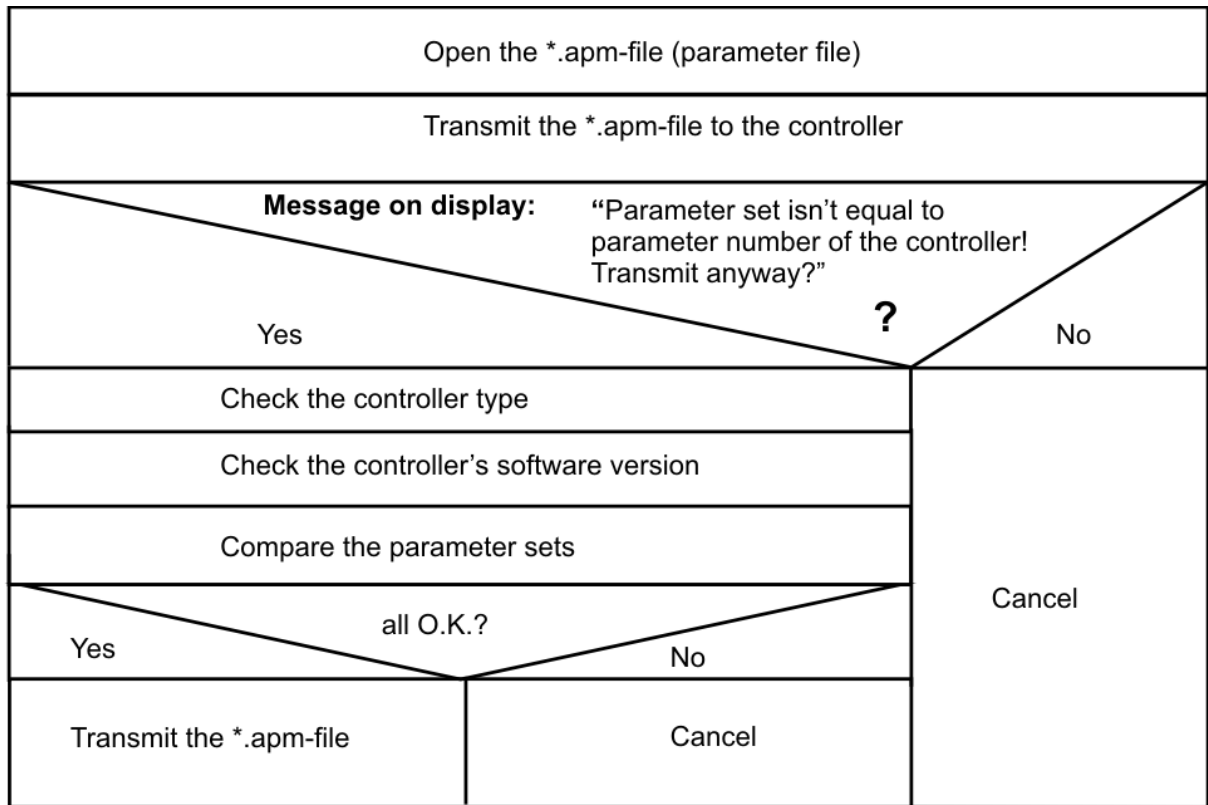 Open the *.apm-file (parameter file)
Transmit the *.apm-file to the controller
Message on display:
“Parameter set isn’t equal to
parameter number of the controller!
Transmit anyway?”
?
Yes
No
Check the controller type
Check the controller’s software version
Compare the parameter sets
Cancel
all O.K.?
Yes
No
Transmit the *.apm-file
Cancel